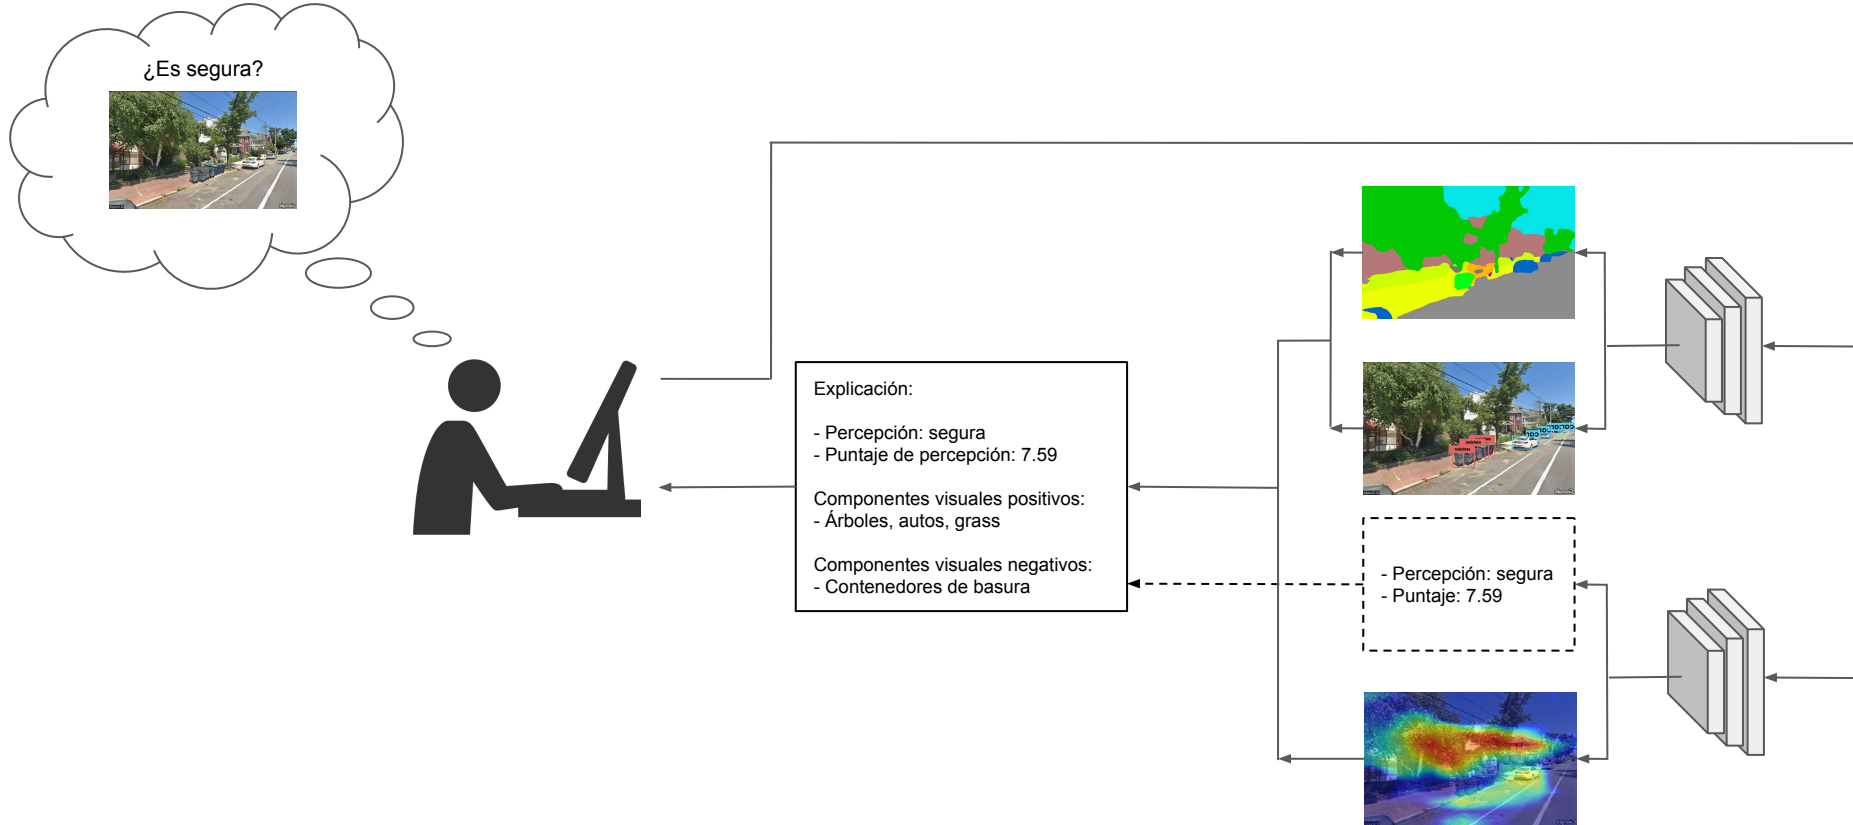 ¿Es segura?
Explicación:
- Percepción: segura
- Puntaje de percepción: 7.59
Componentes visuales positivos:
- Árboles, autos, grass
Componentes visuales negativos:
- Contenedores de basura
- Percepción: segura
- Puntaje: 7.59